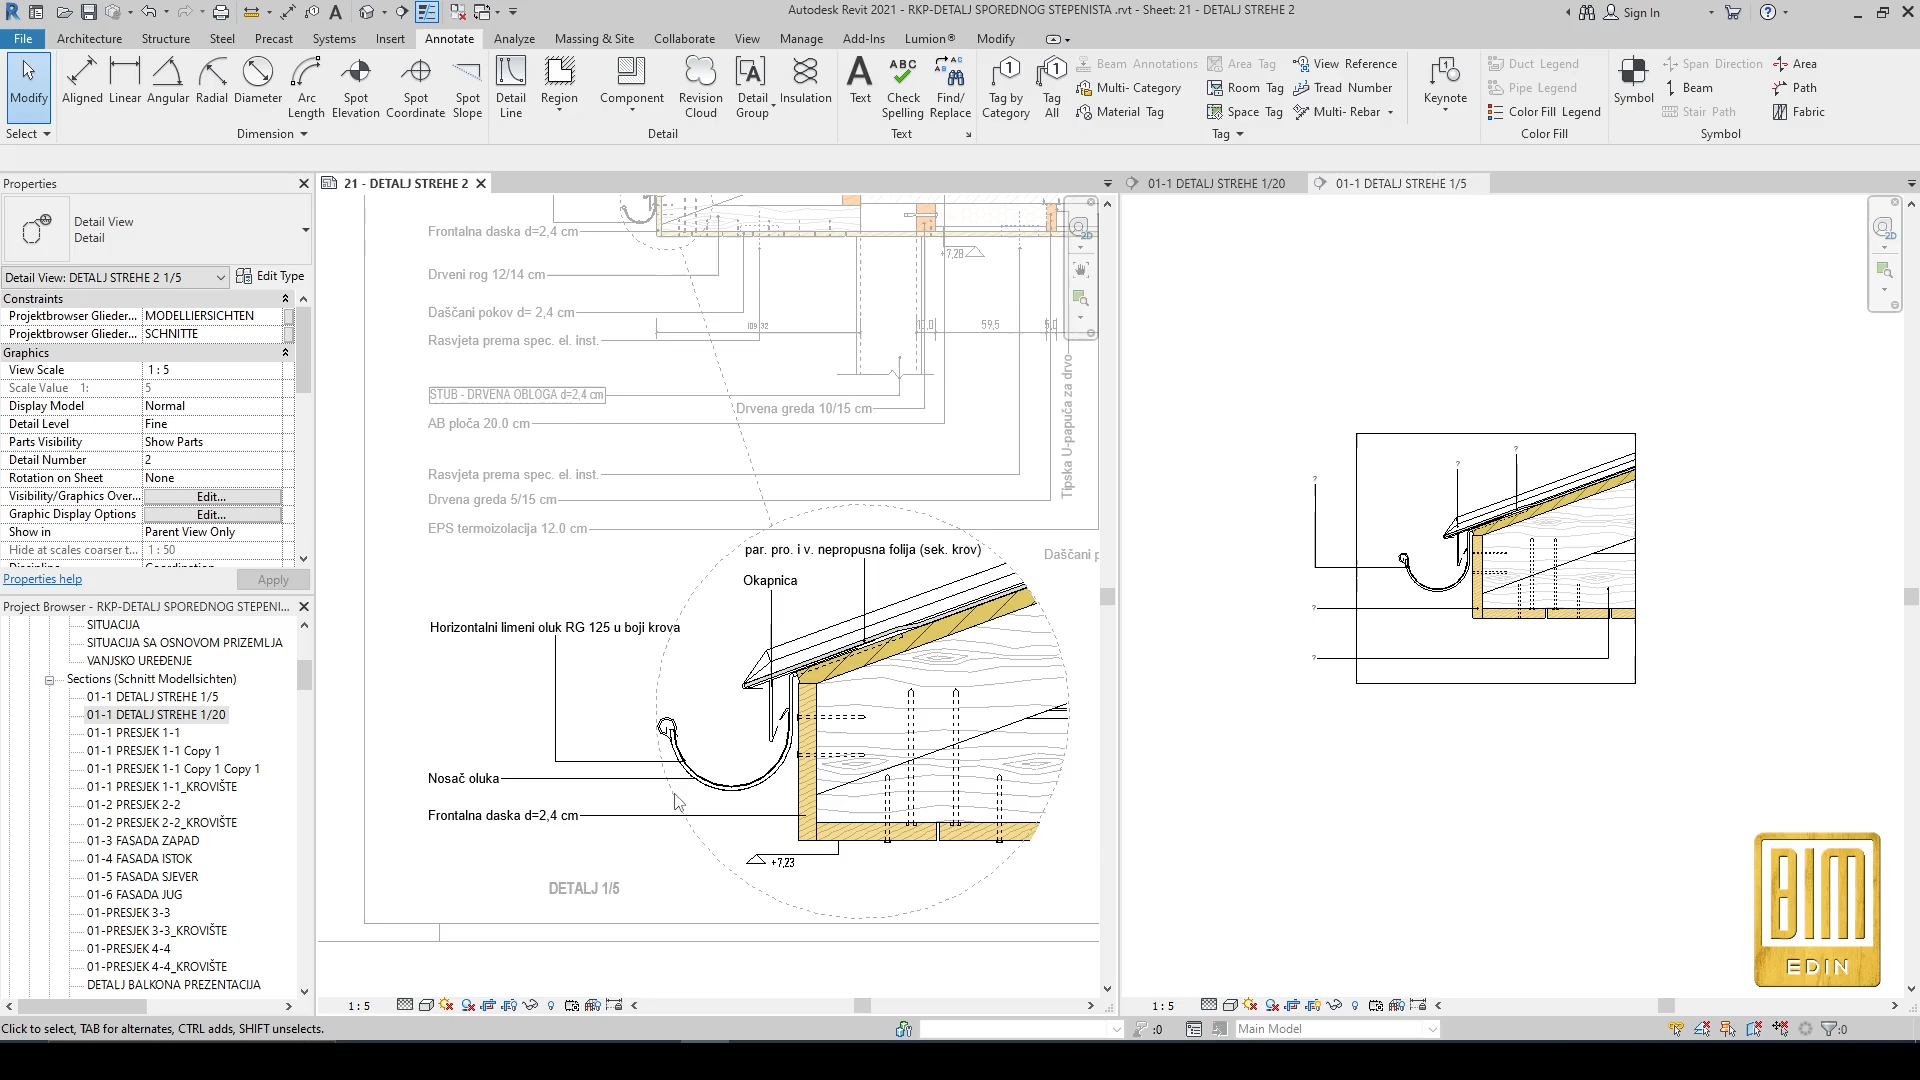 Autodesk Revit 2021 - RKP-DETALJ SPOREDNOG STEPENISTA .rvt - Sheet: 21 - DETALJ STREHE 2
Sign In
File Architecture Structure Steel Precast Systems Insert Annotate Analyze Massing & Site Collaborate View Manage Add-Ins Lumion® Modify
Modify
Aligned Linear Angular Radial Diameter Arc Length Spot Elevation Spot Coordinate Spot Slope
Detail Line Region Component Revision Cloud Detail Group Insulation
Text Check Spelling Find/ Replace
Tag by Category Tag All
Beam Annotations Area Tag View Reference
Multi- Category Room Tag Tread Number
Material Tag Space Tag Multi- Rebar
Keynote
Duct Legend
Pipe Legend
Color Fill Legend
Symbol
Span Direction Area
Beam Path
Stair Path Fabric
Select Dimension Detail Text Tag Color Fill Symbol
Properties
21 - DETALJ STREHE 2
01-1 DETALJ STREHE 1/20
01-1 DETALJ STREHE 1/5
Detail View
Detail
Detail View: DETALJ STREHE 2 1/5 Edit Type
Constraints
Projektbrowser Glieder... MODELLIERSICHTEN
Projektbrowser Glieder... SCHNITTE
Graphics
View Scale 1 : 5
Scale Value 1: 5
Display Model Normal
Detail Level Fine
Parts Visibility Show Parts
Detail Number 2
Rotation on Sheet None
Visibility/Graphics Over... Edit...
Graphic Display Options Edit...
Show in Parent View Only
Hide at scales coarser t... 1 : 50
Properties help Apply
Project Browser - RKP-DETALJ SPOREDNOG STEPENI...
SITUACIJA
SITUACIJA SA OSNOVOM PRIZEMLJA
VANJSKO UREĐENJE
Sections (Schnitt Modellsichten)
01-1 DETALJ STREHE 1/5
01-1 DETALJ STREHE 1/20
01-1 PRESJEK 1-1
01-1 PRESJEK 1-1 Copy 1
01-1 PRESJEK 1-1 Copy 1 Copy 1
01-1 PRESJEK 1-1_KROVIŠTE
01-2 PRESJEK 2-2
01-2 PRESJEK 2-2_KROVIŠTE
01-3 FASADA ZAPAD
01-4 FASADA ISTOK
01-5 FASADA SJEVER
01-6 FASADA JUG
01-PRESJEK 3-3
01-PRESJEK 3-3_KROVIŠTE
01-PRESJEK 4-4
01-PRESJEK 4-4_KROVIŠTE
DETALJ BALKONA PREZENTACIJA
Frontalna daska d=2,4 cm
+7,28
Drveni rog 12/14 cm
Daščani pokov d= 2,4 cm
59,5
Rasvjeta prema spec. el. inst.
STUB - DRVENA OBLOGA d=2,4 cm
Drvena greda 10/15 cm
AB ploča 20.0 cm
Tipska U-papuča za drvo
Rasvjeta prema spec. el. inst.
Drvena greda 5/15 cm
EPS termoizolacija 12.0 cm
par. pro. i v. nepropusna folija (sek. krov)
Daščani p
Okapnica
Horizontalni limeni oluk RG 125 u boji krova
Nosač oluka
Frontalna daska d=2,4 cm
+7,23
DETALJ 1/5
?
?
?
?
?
BIM
EDIN
1 : 5
1 : 5
Click to select, TAB for alternates, CTRL adds, SHIFT unselects.
:0
Main Model
:0